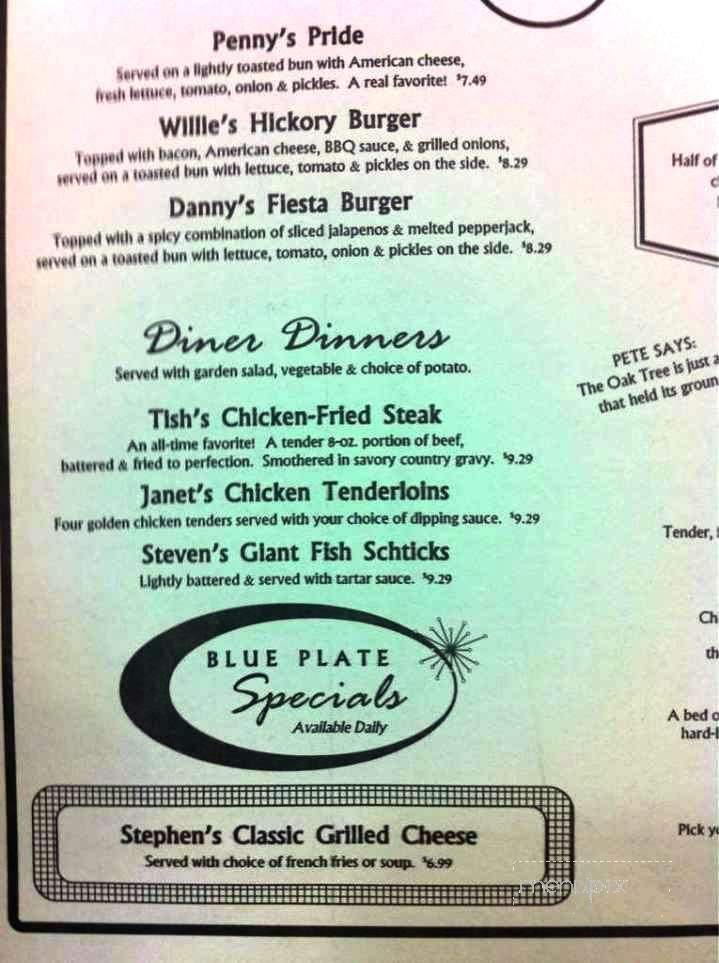 Penny's Pride
Served on a lightly toasted bun with American cheese,
fresh lettuce, tomato, onion & pickles. A real favorite! $7.49
Willie's Hickory Burger
Topped with bacon, American cheese, BBQ sauce, & grilled onions,
served on a toasted bun with lettuce, tomato & pickles on the side. $8.29
Danny's Fiesta Burger
Topped with a spicy combination of sliced jalapenos & melted pepperjack,
served on a toasted bun with lettuce, tomato, onion & pickles on the side. $8.29
Diner Dinners
Served with garden salad, vegetable & choice of potato.
Tish's Chicken-Fried Steak
An all-time favorite! A tender 8-oz. portion of beef,
battered & fried to perfection. Smothered in savory country gravy. $9.29
Janet's Chicken Tenderloins
Four golden chicken tenders served with your choice of dipping sauce. $9.29
Steven's Giant Fish Schticks
Lightly battered & served with tartar sauce. $9.29
BLUE PLATE
Specials
Available Daily
Stephen's Classic Grilled Cheese
Served with choice of french fries or soup. $6.99
Half of
PETE SAYS:
The Oak Tree is just a
that held its groun
Tender,
Ch
th
A bed o
hard-
Pick y
menupix